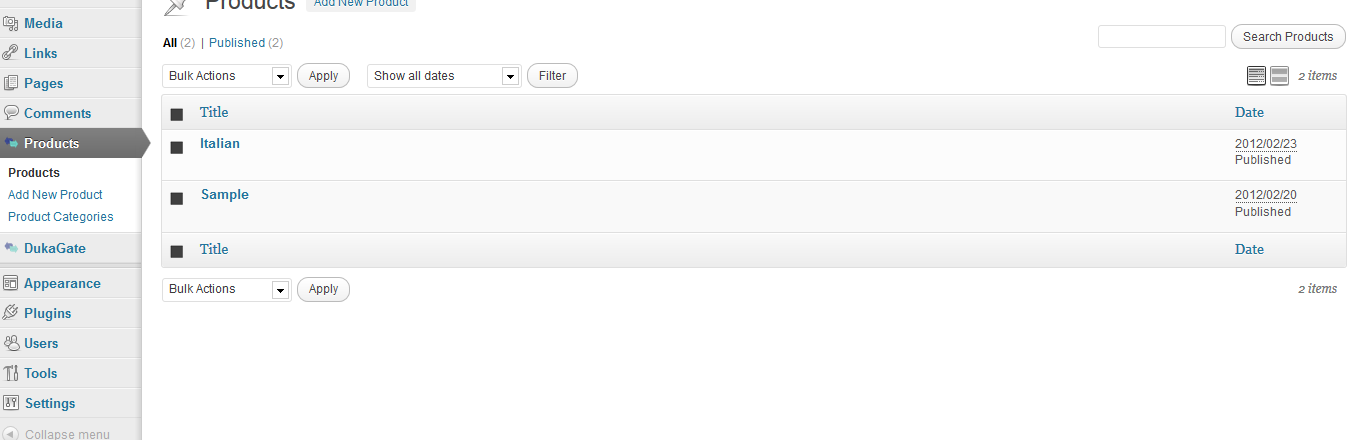 Media
Links
Pages
Comments
Products
Products
Add New Product
Product Categories
DukaGate
Appearance
Plugins
Users
Tools
Settings
Collapse menu
Products Add New Product
All (2) | Published (2)
Search Products
Bulk Actions Apply Show all dates Filter 2 items
Title Date
Italian 2012/02/23
Published
Sample 2012/02/20
Published
Title Date
Bulk Actions Apply 2 items